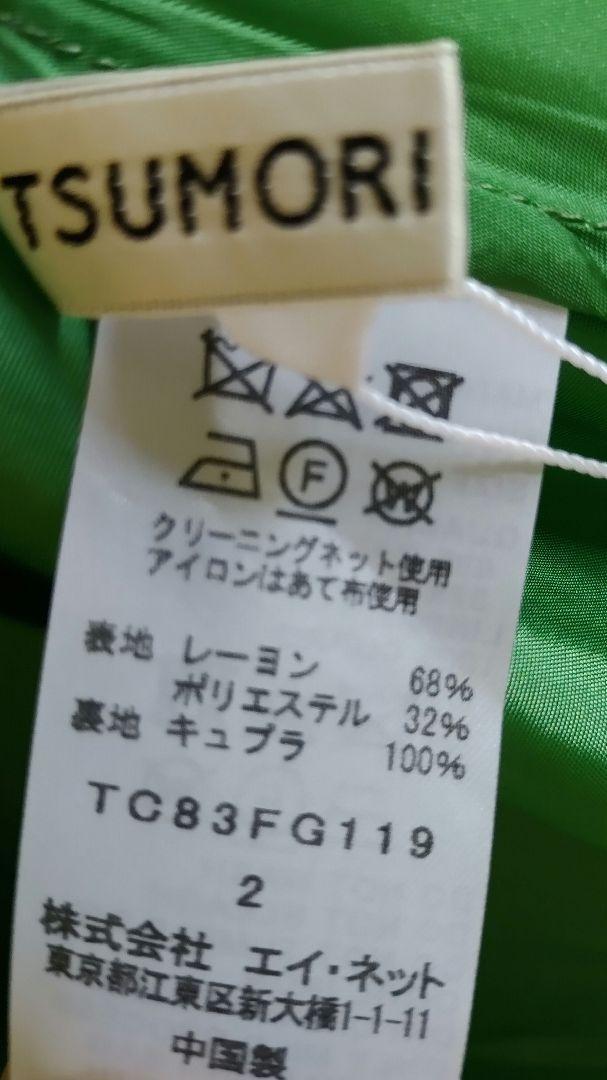 TSUMORI
F
W
クリーニングネット使用
アイロンはあて布使用
表地 レーヨン 68%
ポリエステル 32%
裏地 キュプラ 100%
TC83FG119
2
株式会社 エイ・ネット
東京都江東区新大橋1-1-11
中国製